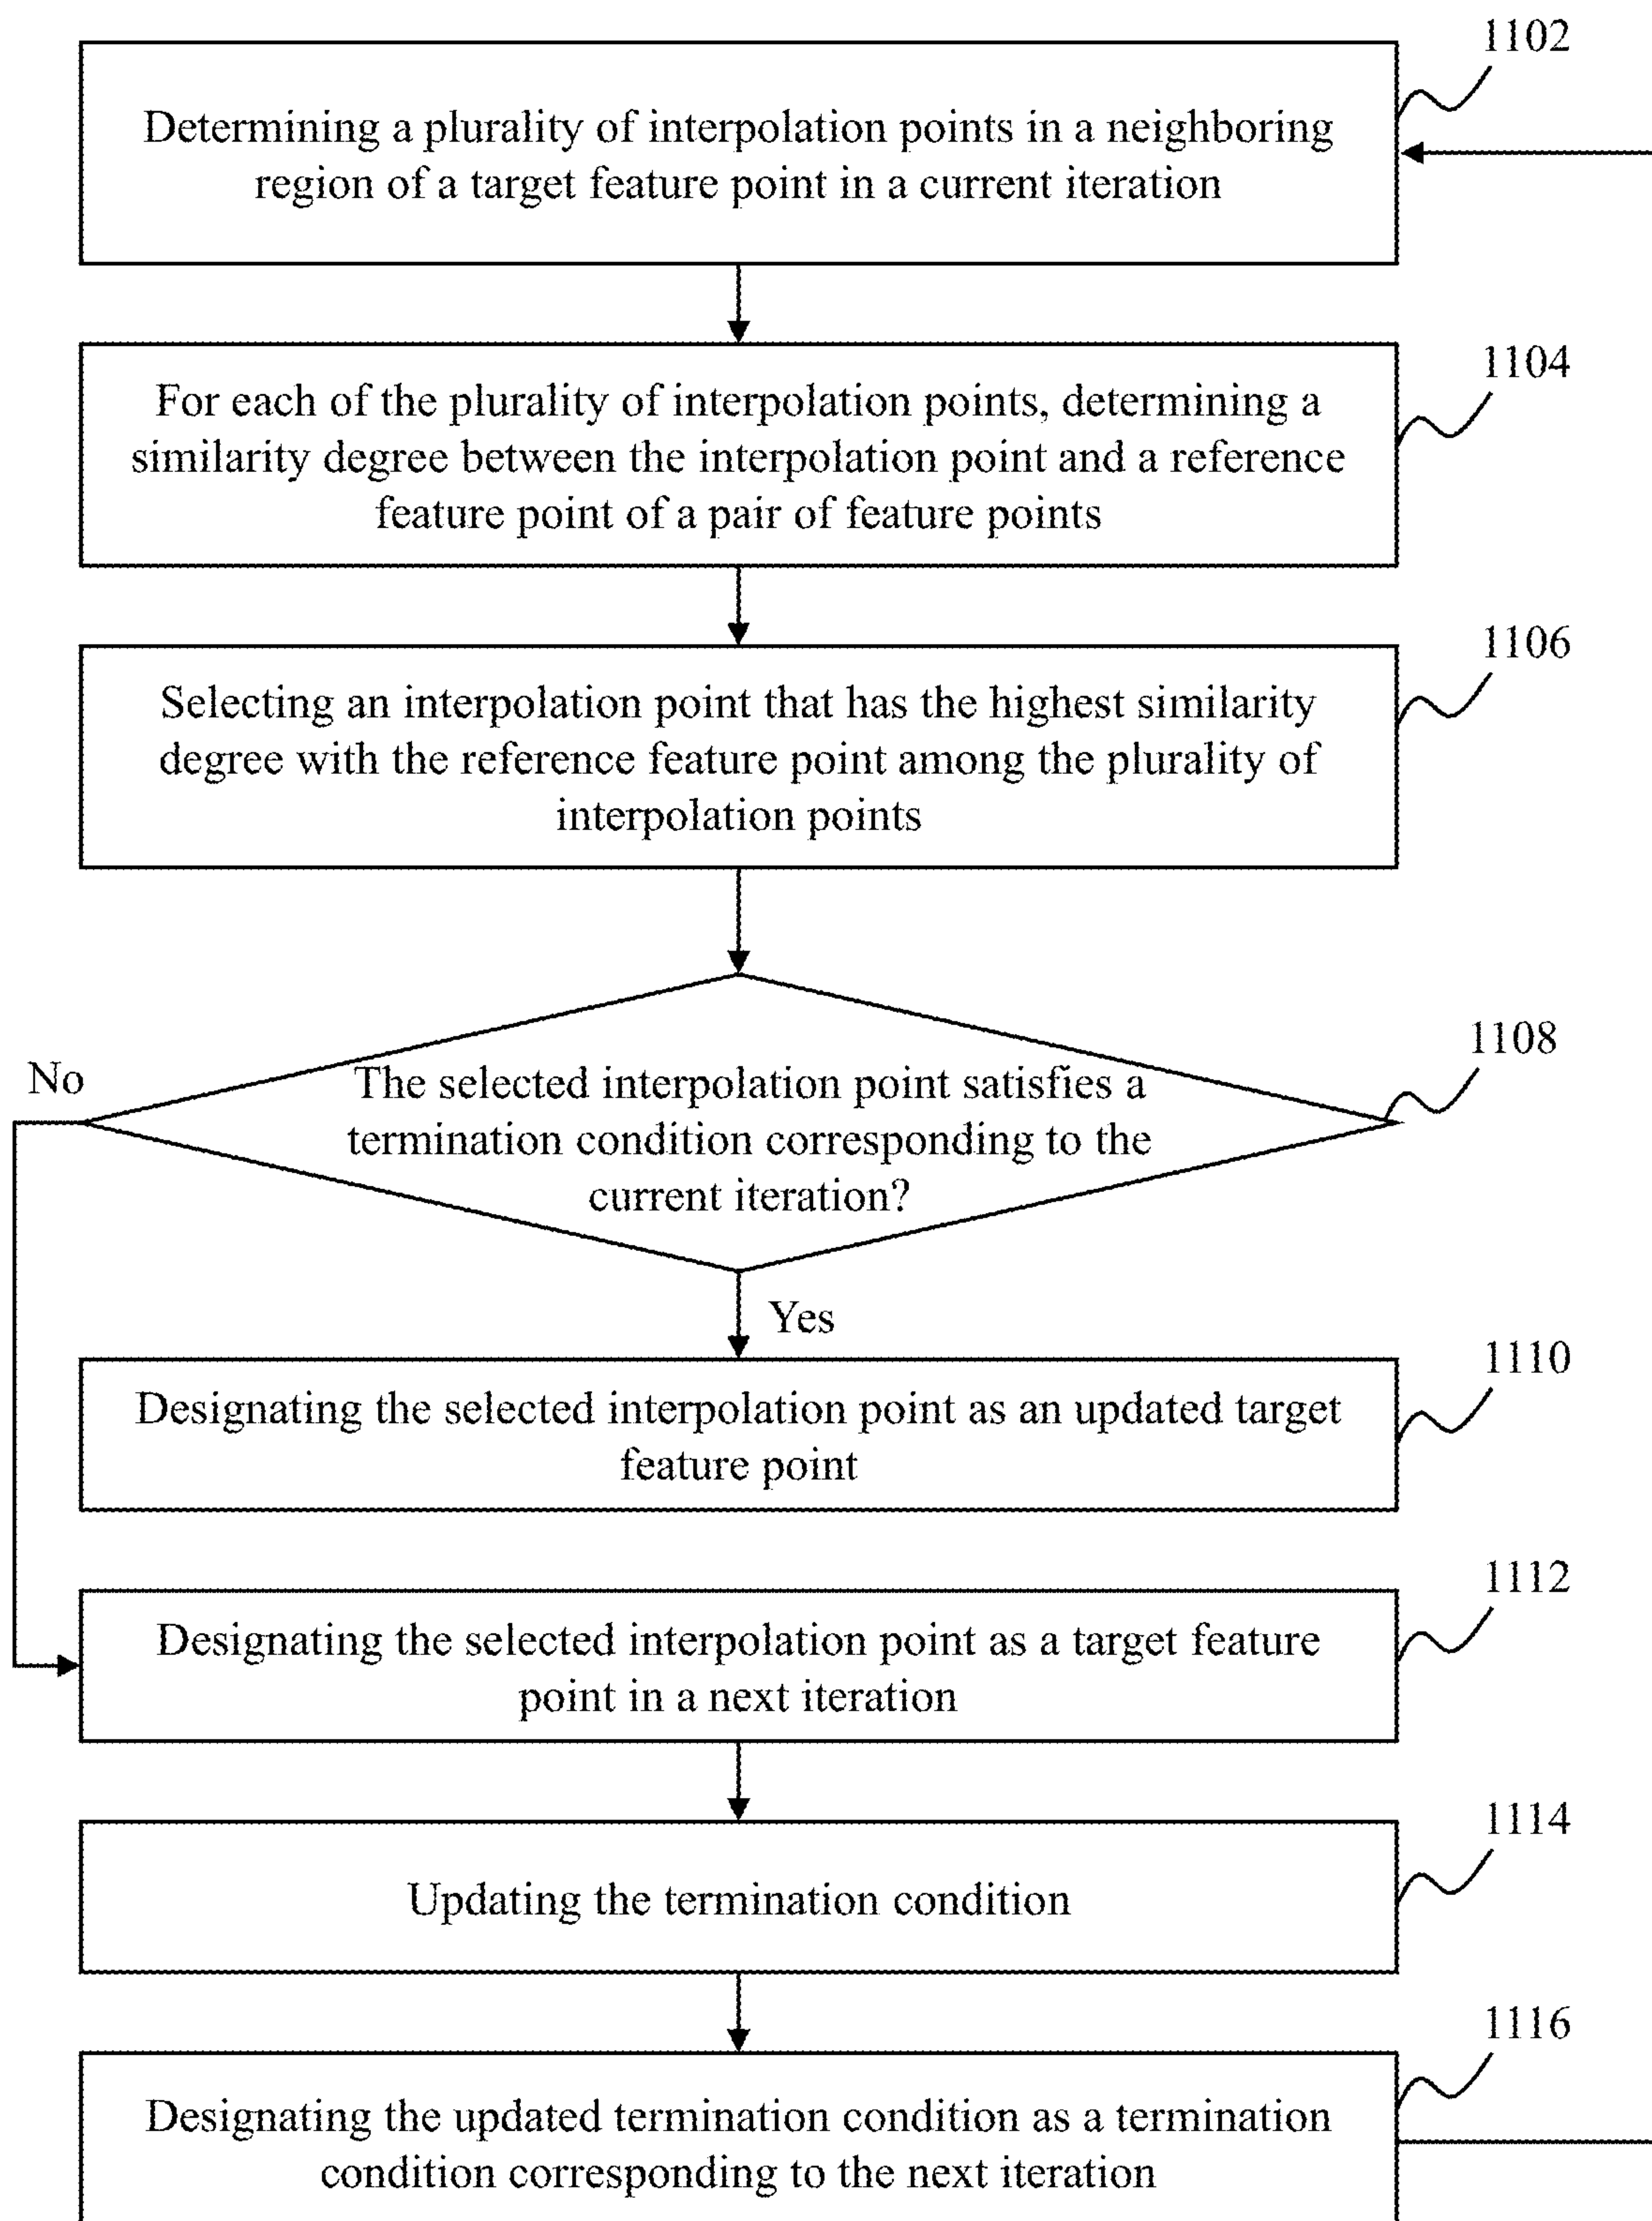 1102
Determining a plurality of interpolation points in a neighboring
region of a target feature point in a current iteration
1104
For each of the plurality of interpolation points, determining a
similarity degree between the interpolation point and a reference
feature point of a pair of feature points
1106
Selecting an interpolation point that has the highest similarity
degree with the reference feature point among the plurality of
interpolation points
1108
No
The selected interpolation point satisfies a
termination condition corresponding to the
current iteration?
Yes
1110
Designating the selected interpolation point as an updated target
feature point
1112
Designating the selected interpolation point as a target feature
point in a next iteration
1114
Updating the termination condition
1116
Designating the updated termination condition as a termination
condition corresponding to the next iteration